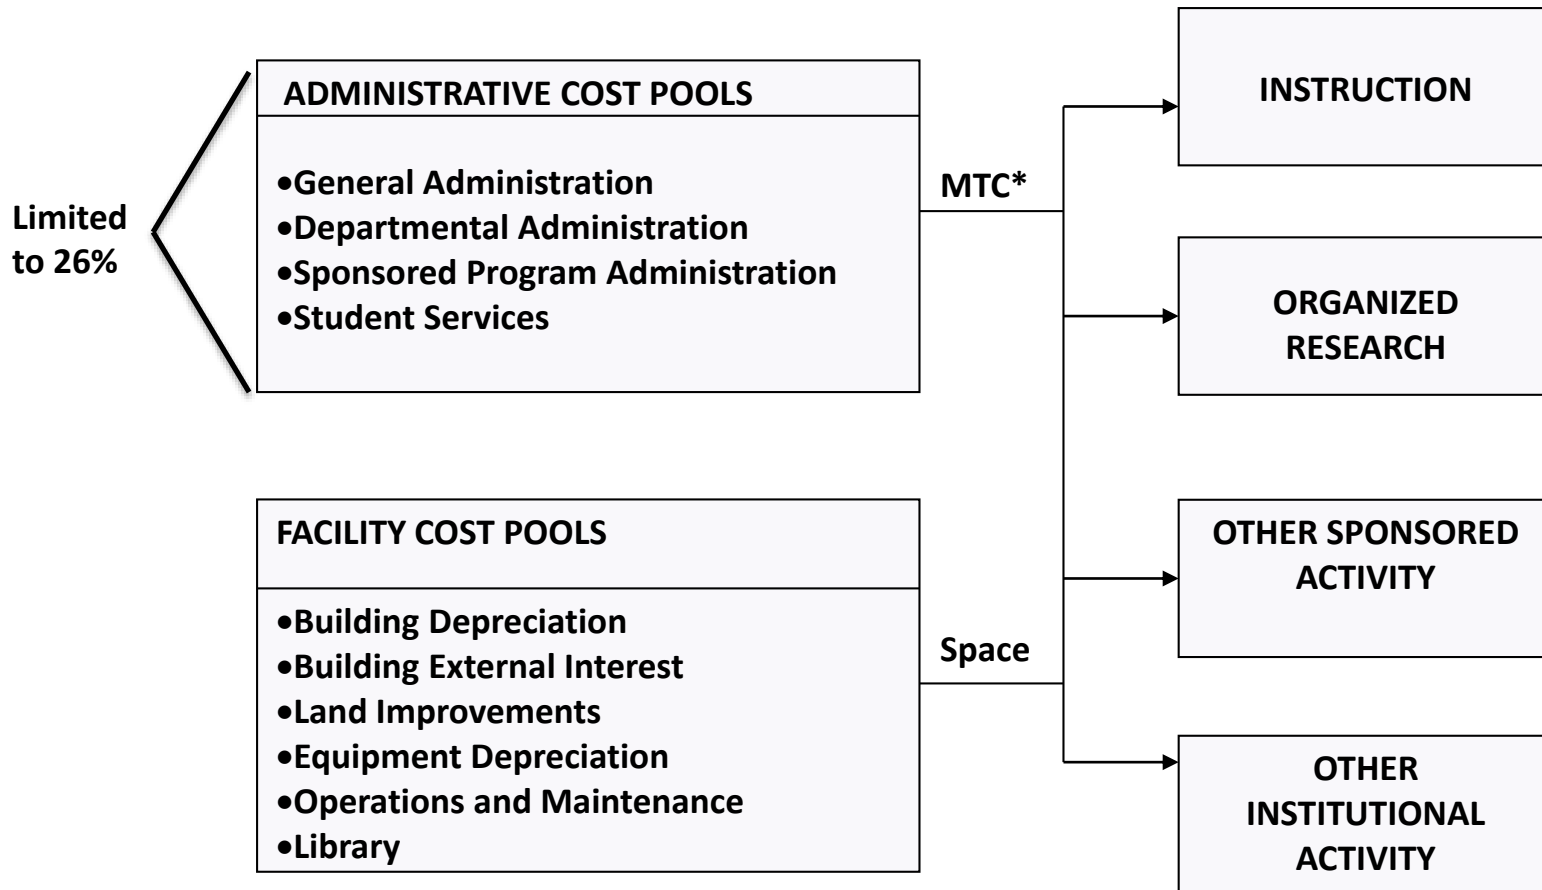 Limited
to 26%
ADMINISTRATIVE COST POOLS
•General Administration
•Departmental Administration
•Sponsored Program Administration
•Student Services
MTC*
FACILITY COST POOLS
•Building Depreciation
•Building External Interest
•Land Improvements
•Equipment Depreciation
•Operations and Maintenance
•Library
Space
INSTRUCTION
ORGANIZED
RESEARCH
OTHER SPONSORED
ACTIVITY
OTHER
INSTITUTIONAL
ACTIVITY